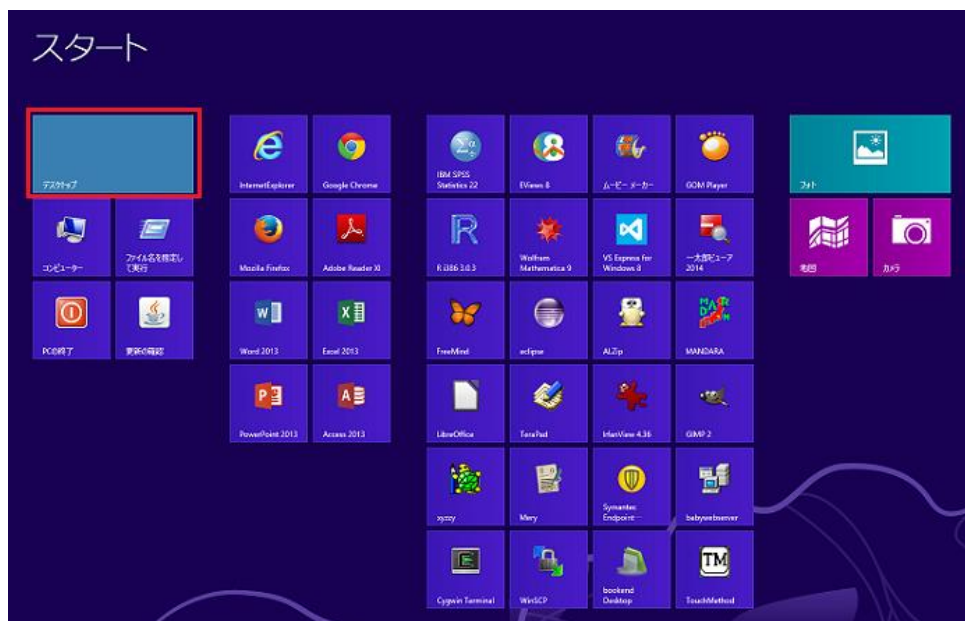 スタート
デスクトップ
コンピューター
ファイル名を指定し
て実行
PCの終了
更新の確認
InternetExplorer
Google Chrome
Mozilla Firefox
Adobe Reader XI
Word 2013
Excel 2013
PowerPoint 2013
Access 2013
IBM SPSS
Statistics 22
EViews 8
ムービー メーカー
GOM Player
R i386 3.0.3
Wolfram
Mathematica 9
VS Express for
Windows 8
一太郎ビューア
2014
FreeMind
eclipse
ALZip
MANDARA
LibreOffice
TeraPad
IrfanView 4.36
GIMP 2
xyzzy
Mery
Symantec
Endpoint…
babywebserver
Cygwin Terminal
WinSCP
bookend
Desktop
TM
TouchMethod
フォト
地図
カメラ